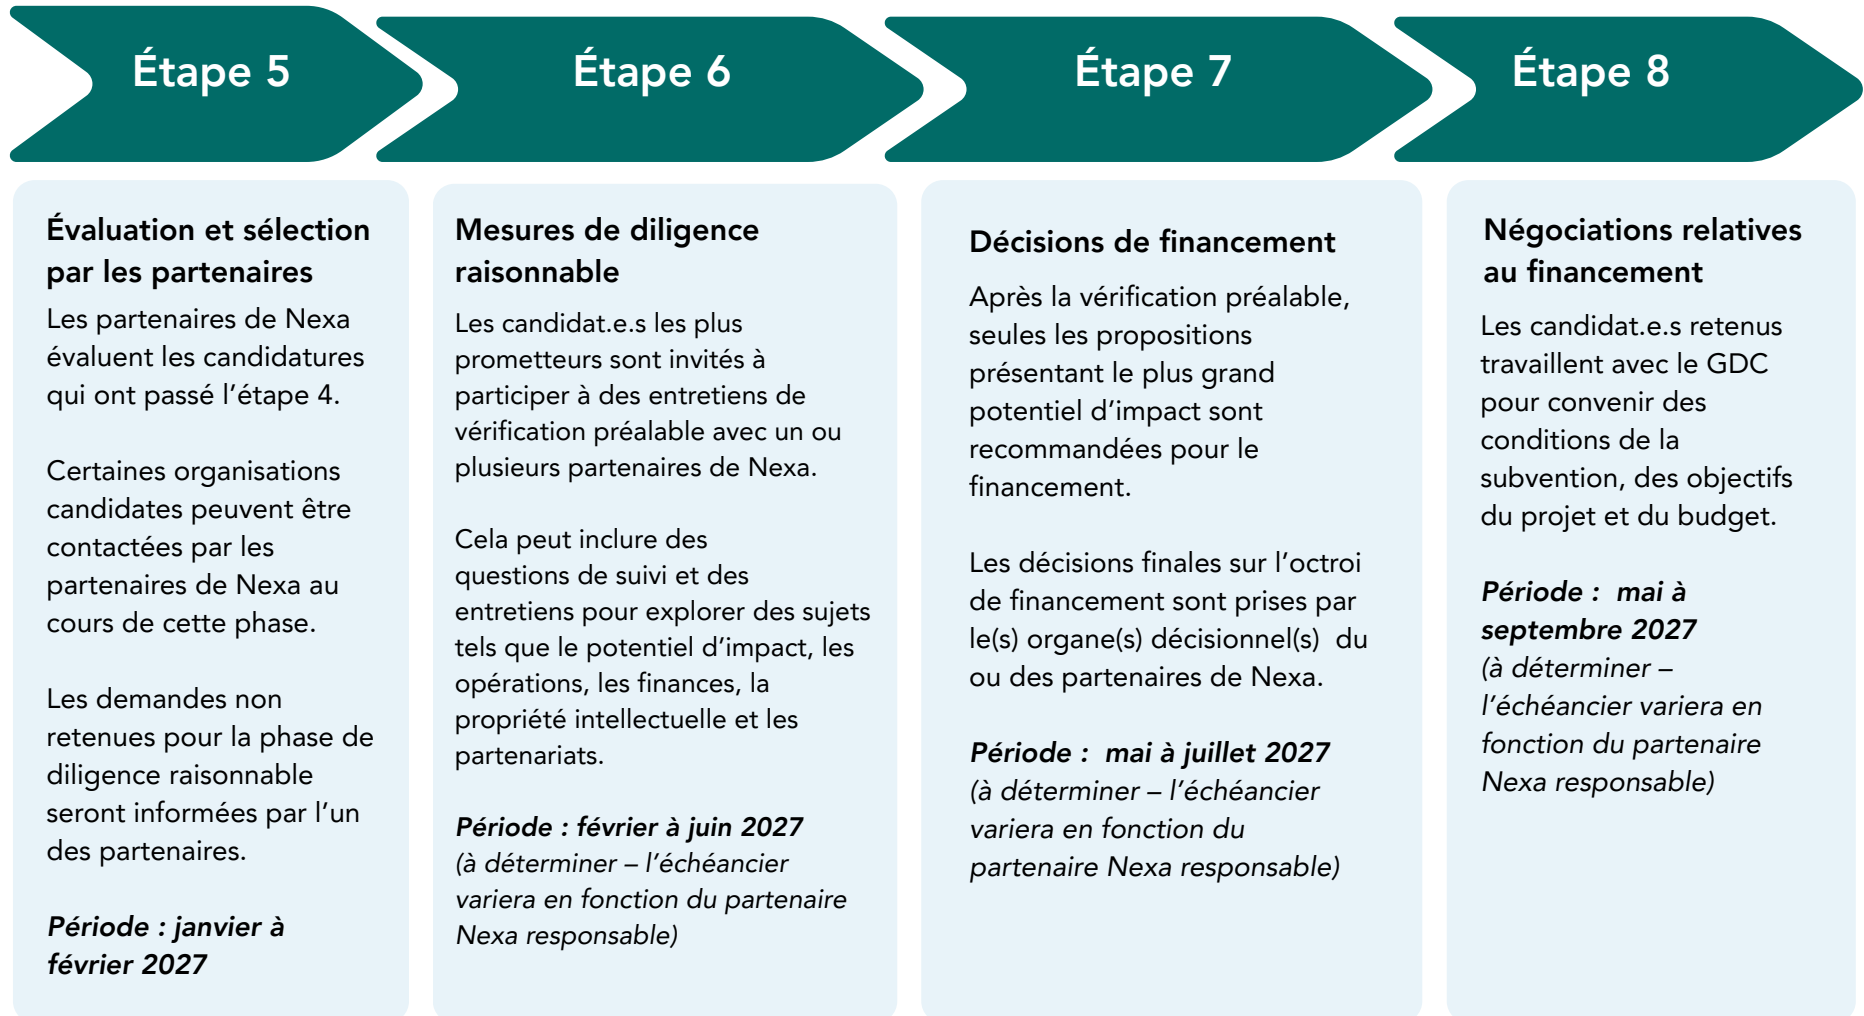 Étape 5
Étape 6
Étape 7
Étape 8
Évaluation et sélection
par les partenaires
Les partenaires de Nexa
évaluent les candidatures
qui ont passé l’étape 4.
Certaines organisations
candidates peuvent être
contactées par les
partenaires de Nexa au
cours de cette phase.
Les demandes non
retenues pour la phase de
diligence raisonnable
seront informées par l’un
des partenaires.
Période : janvier à
février 2027
Mesures de diligence
raisonnable
Les candidat.e.s les plus
prometteurs sont invités à
participer à des entretiens de
vérification préalable avec un ou
plusieurs partenaires de Nexa.
Cela peut inclure des
questions de suivi et des
entretiens pour explorer des sujets
tels que le potentiel d’impact, les
opérations, les finances, la
propriété intellectuelle et les
partenariats.
Période : février à juin 2027
(à déterminer – l’échéancier
variera en fonction du partenaire
Nexa responsable)
Décisions de financement
Après la vérification préalable,
seules les propositions
présentant le plus grand
potentiel d’impact sont
recommandées pour le
financement.
Les décisions finales sur l’octroi
de financement sont prises par
le(s) organe(s) décisionnel(s) du
ou des partenaires de Nexa.
Période : mai à juillet 2027
(à déterminer – l’échéancier
variera en fonction du
partenaire Nexa responsable)
Négociations relatives
au financement
Les candidat.e.s retenus
travaillent avec le GDC
pour convenir des
conditions de la
subvention, des objectifs
du projet et du budget.
Période : mai à
septembre 2027
(à déterminer –
l’échéancier variera en
fonction du partenaire
Nexa responsable)